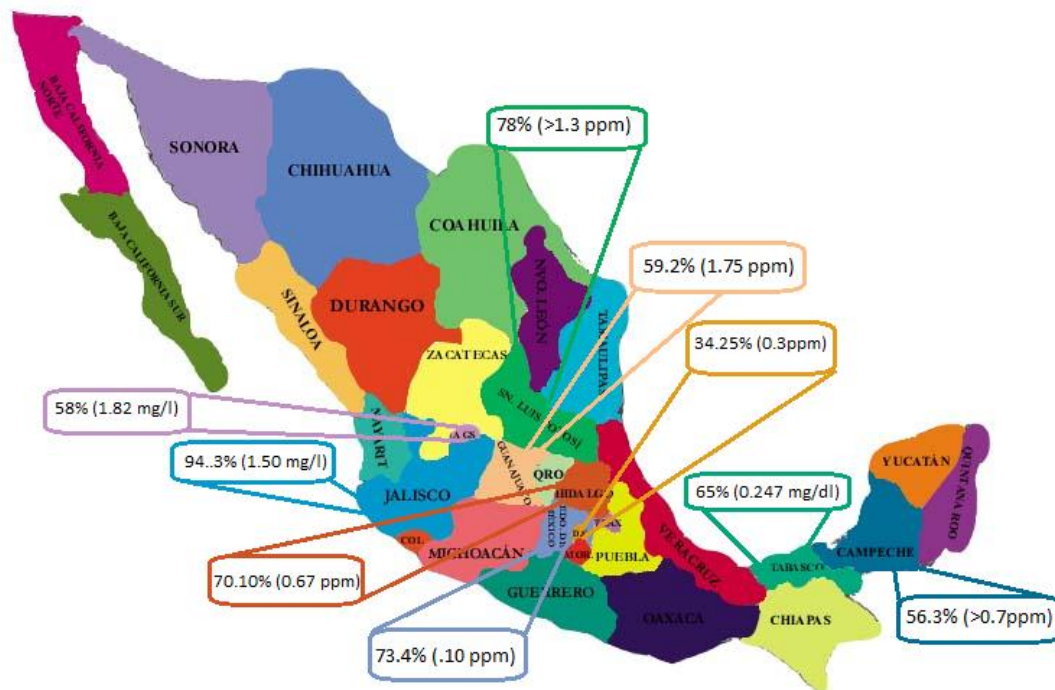 BAJA CALIFORNIA
NORTE
SONORA
CHIHUAHUA
78% (>1.3 ppm)
COAHUILA
BAJA CALIFORNIA SUR
NVO. LEÓN
59.2% (1.75 ppm)
SINALOA
DURANGO
TAMAULIPAS
34.25% (0.3ppm)
ZACATECAS
SN. LUIS POTOSÍ
58% (1.82 mg/l)
NAYARIT
AGS
GUANAJUATO
QRO
YUCATÁN
QUINTANA ROO
94..3% (1.50 mg/l)
JALISCO
HIDALGO
65% (0.247 mg/dl)
EDO. DE
MÉXICO
D.F.
TLAX
COL.
MICHOACÁN
MOR.
PUEBLA
VERACRUZ
CAMPECHE
TABASCO
70.10% (0.67 ppm)
GUERRERO
OAXACA
CHIAPAS
56.3% (>0.7ppm)
73.4% (.10 ppm)